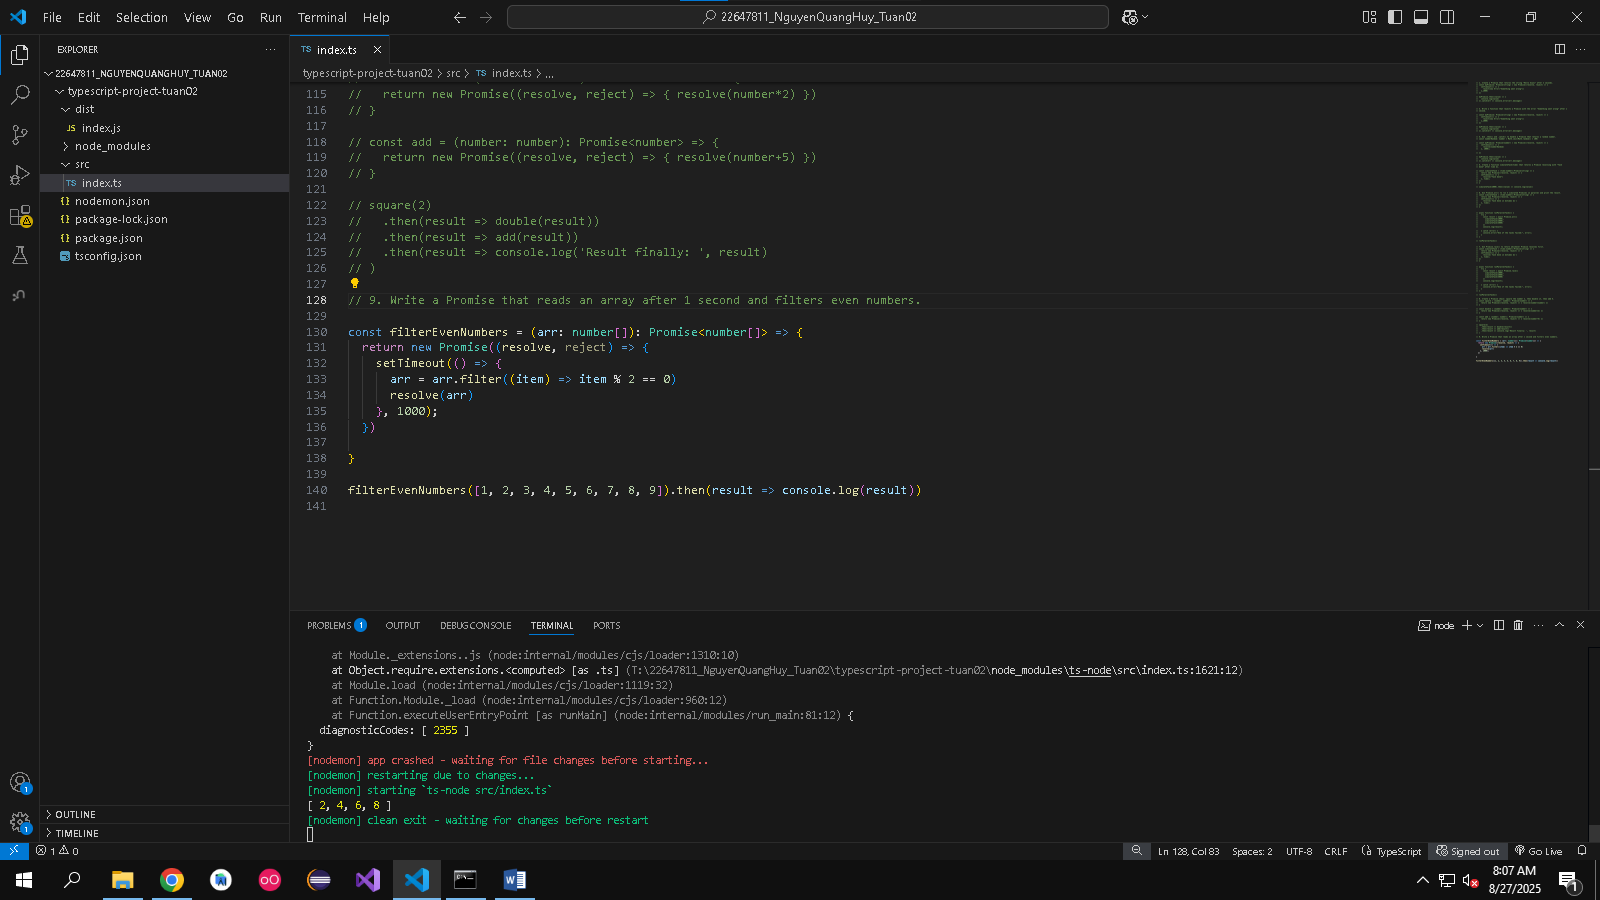 File Edit Selection View Go Run Terminal Help
22647811_NguyenQuangHuy_Tuan02
EXPLORER
22647811_NGUYENQUANGHUY_TUAN02
typescript-project-tuan02
dist
JS index.js
node_modules
src
TS index.ts
{} nodemon.json
{} package-lock.json
{} package.json
tsconfig.json
OUTLINE
TIMELINE
TS index.ts
typescript-project-tuan02 > src > TS index.ts > ...
115 //   return new Promise((resolve, reject) => { resolve(number*2) })
116 // }
117
118 // const add = (number: number): Promise<number> => {
119 //   return new Promise((resolve, reject) => { resolve(number+5) })
120 // }
121
122 // square(2)
123 //   .then(result => double(result))
124 //   .then(result => add(result))
125 //   .then(result => console.log('Result finally: ', result)
126 // )
127
128 // 9. Write a Promise that reads an array after 1 second and filters even numbers.
129
130 const filterEvenNumbers = (arr: number[]): Promise<number[]> => {
131   return new Promise((resolve, reject) => {
132     setTimeout(() => {
133       arr = arr.filter((item) => item % 2 == 0)
134       resolve(arr)
135     }, 1000);
136   })
137
138 }
139
140 filterEvenNumbers([1, 2, 3, 4, 5, 6, 7, 8, 9]).then(result => console.log(result))
141
PROBLEMS 1 OUTPUT DEBUG CONSOLE TERMINAL PORTS
node
at Module._extensions..js (node:internal/modules/cjs/loader:1310:10)
at Object.require.extensions.<computed> [as .ts] (T:\22647811_NguyenQuangHuy_Tuan02\typescript-project-tuan02\node_modules\ts-node\src\index.ts:1621:12)
at Module.load (node:internal/modules/cjs/loader:1119:32)
at Function.Module._load (node:internal/modules/cjs/loader:960:12)
at Function.executeUserEntryPoint [as runMain] (node:internal/modules/run_main:81:12) {
diagnosticCodes: [ 2355 ]
}
[nodemon] app crashed - waiting for file changes before starting...
[nodemon] restarting due to changes...
[nodemon] starting `ts-node src/index.ts`
[ 2, 4, 6, 8 ]
[nodemon] clean exit - waiting for changes before restart
1
1
1 0
Ln 128, Col 83 Spaces: 2 UTF-8 CRLF TypeScript Signed out Go Live
8:07 AM
8/27/2025
1